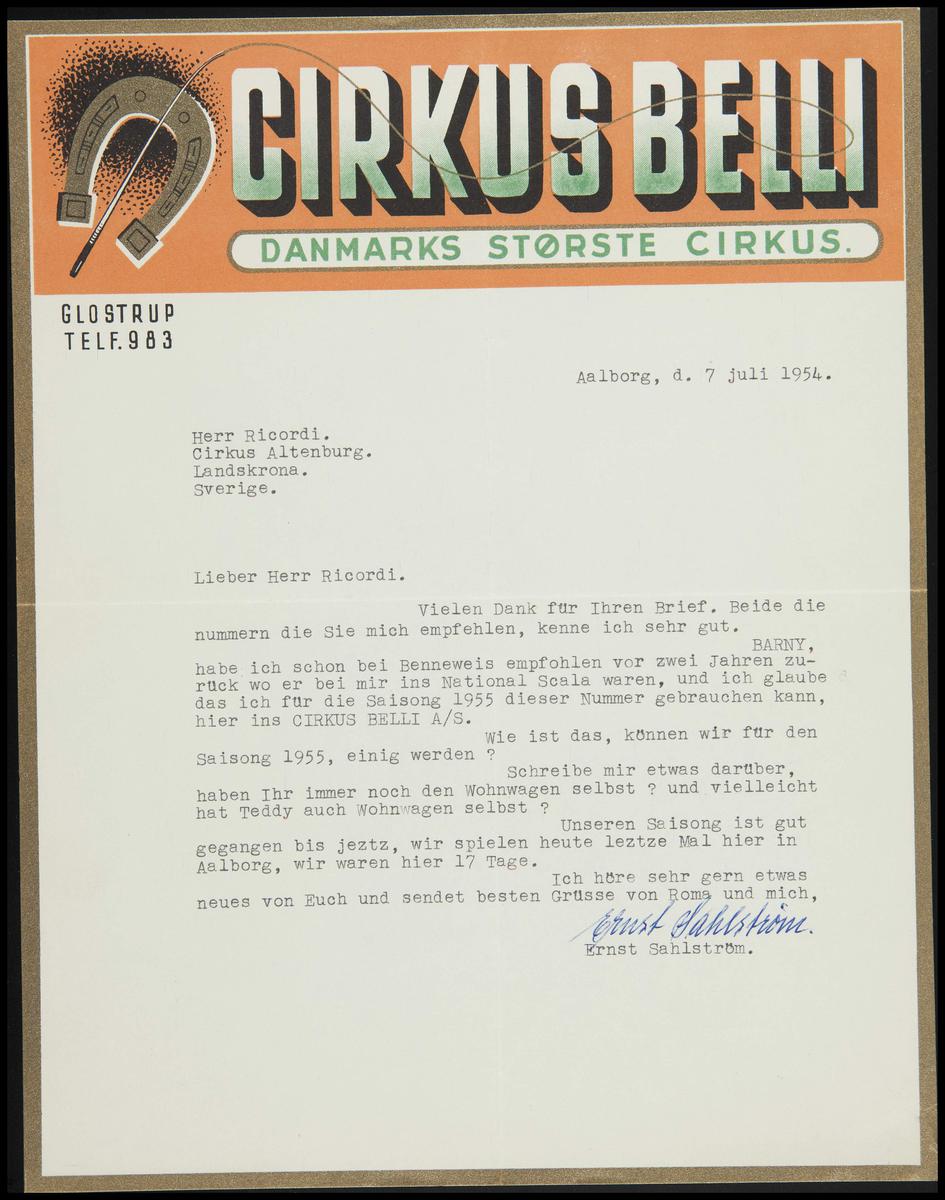 CIRKUS BELLI
DANMARKS STØRSTE CIRKUS.
GLOSTRUP
TELF. 983
Aalborg, d. 7 juli 1954.
Herr Ricordi.
Cirkus Altenburg.
Landskrona.
Sverige.
Lieber Herr Ricordi.
Vielen Dank für Ihren Brief. Beide die
nummern die Sie mich empfehlen, kenne ich sehr gut.
BARNY,
habe ich schon bei Benneweis empfohlen vor zwei Jahren zu-
rück wo er bei mir ins National Scala waren, und ich glaube
das ich für die Saisong 1955 dieser Nummer gebrauchen kann,
hier ins CIRKUS BELLI A/S.
Wie ist das, können wir für den
Saisong 1955, einig werden ?
Schreibe mir etwas darüber,
haben Ihr immer noch den Wohnwagen selbst ? und vielleicht
hat Teddy auch Wohnwagen selbst ?
Unseren Saisong ist gut
gegangen bis jeztz, wir spielen heute leztze Mal hier in
Aalborg, wir waren hier 17 Tage.
Ich höre sehr gern etwas
neues von Euch und sendet besten Grüsse von Roma und mich,
Ernst Sahlström.
Ernst Sahlström.